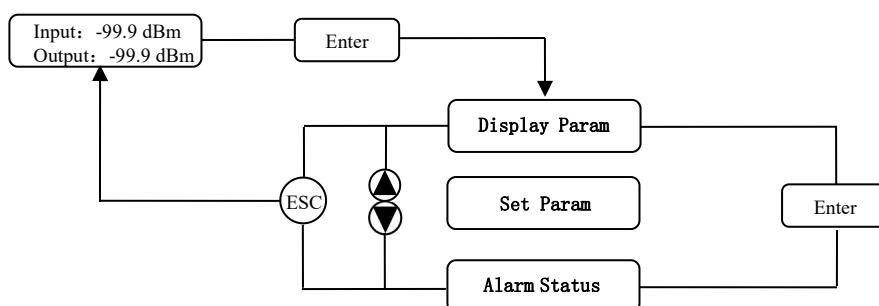 Input：-99.9 dBm
Output：-99.9 dBm
Enter
Display Param
ESC
Set Param
Enter
Alarm Status